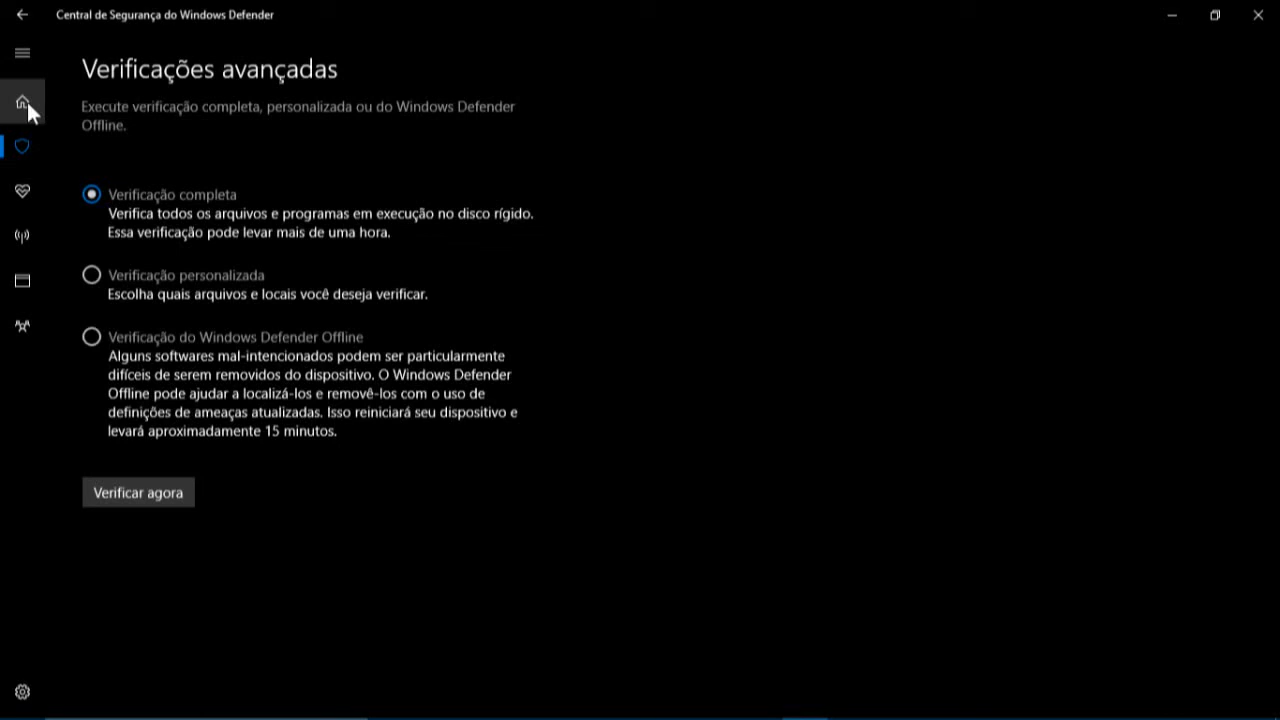 Central de Segurança do Windows Defender
Verificações avançadas
Execute verificação completa, personalizada ou do Windows Defender
Offline.
Verificação completa
Verifica todos os arquivos e programas em execução no disco rígido.
Essa verificação pode levar mais de uma hora.
Verificação personalizada
Escolha quais arquivos e locais você deseja verificar.
Verificação do Windows Defender Offline
Alguns softwares mal-intencionados podem ser particularmente
difíceis de serem removidos do dispositivo. O Windows Defender
Offline pode ajudar a localizá-los e removê-los com o uso de
definições de ameaças atualizadas. Isso reiniciará seu dispositivo e
levará aproximadamente 15 minutos.
Verificar agora